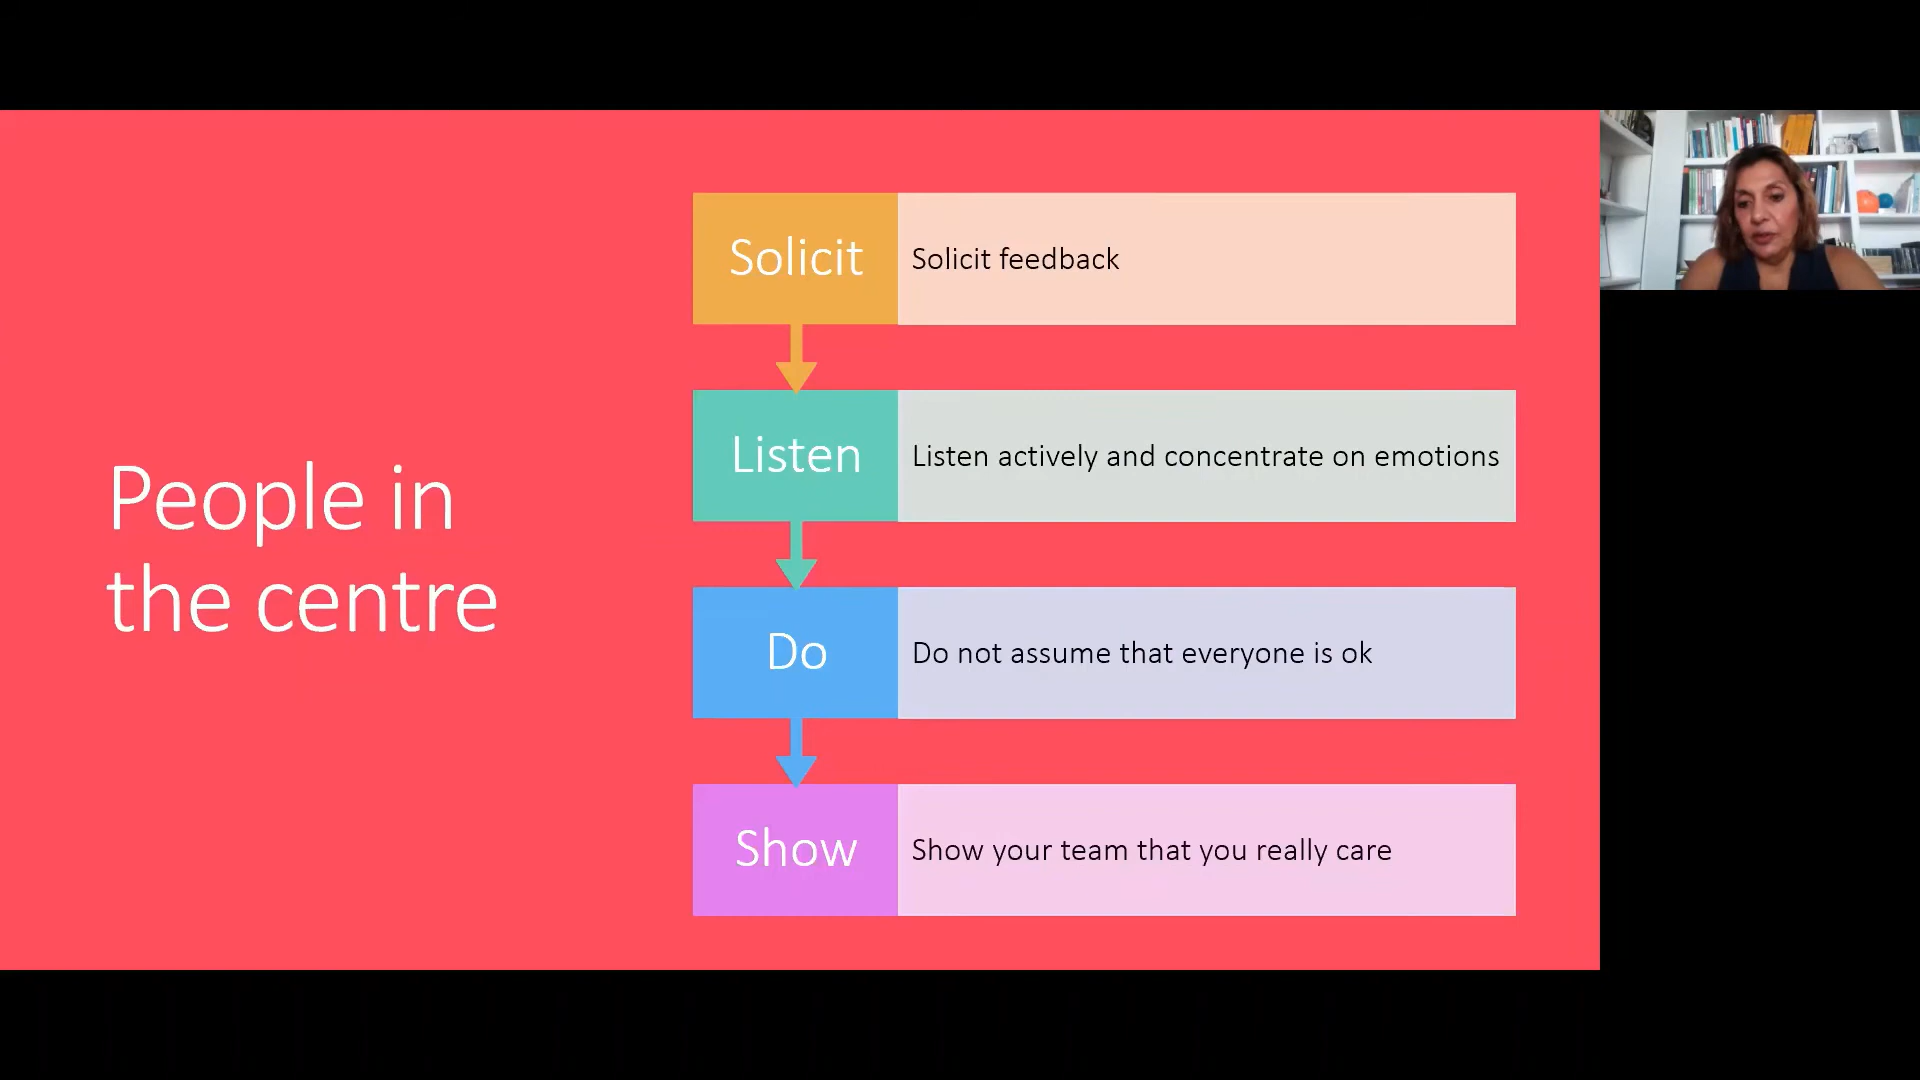 People in
the centre
Solicit
Solicit feedback
Listen
Listen actively and concentrate on emotions
Do
Do not assume that everyone is ok
Show
Show your team that you really care